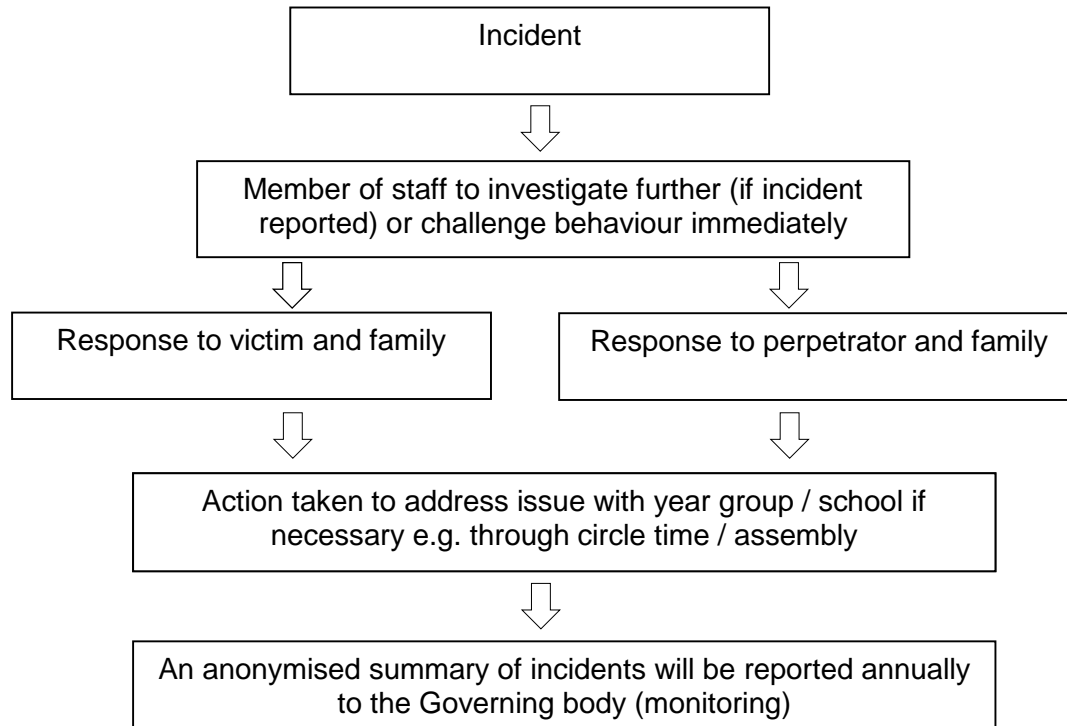 Incident
Member of staff to investigate further (if incident
reported) or challenge behaviour immediately
Response to victim and family
Response to perpetrator and family
Action taken to address issue with year group / school if
necessary e.g. through circle time / assembly
An anonymised summary of incidents will be reported annually
to the Governing body (monitoring)